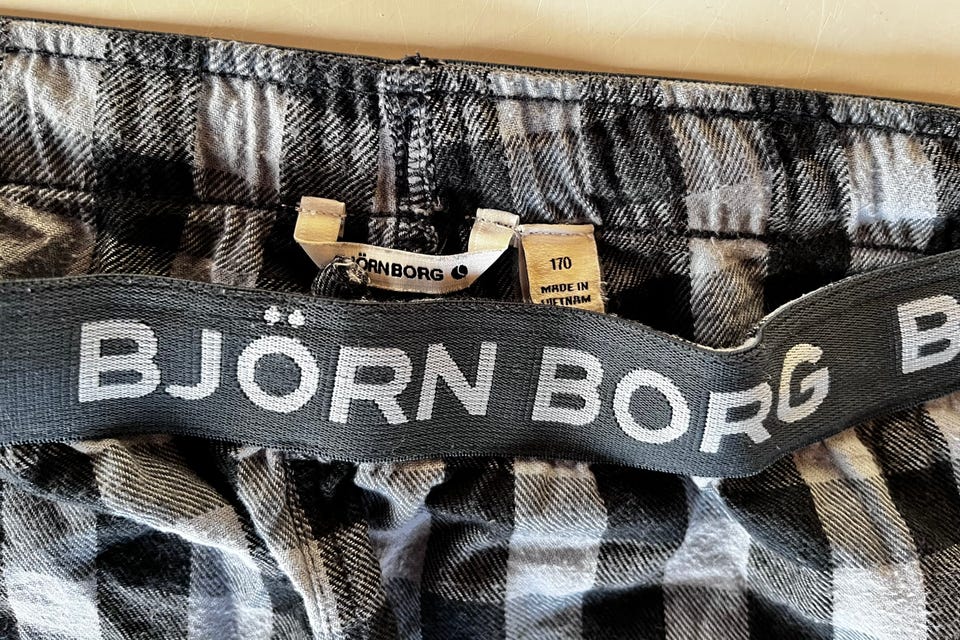 BJÖRN BORG
170
MADE IN
VIETNAM
BJÖRN BORG B